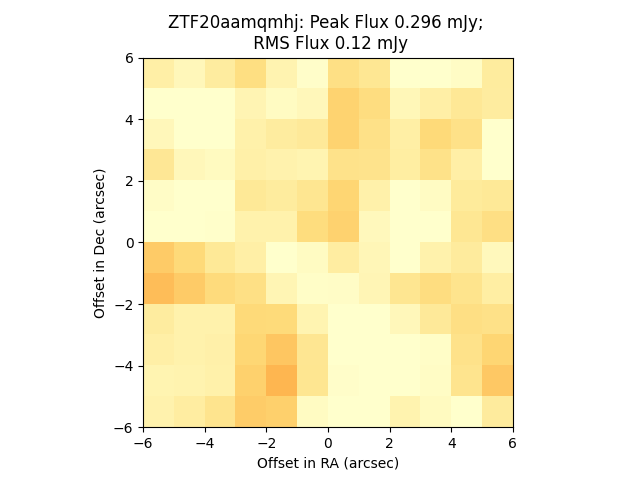 ZTF20aamqmhj: Peak Flux 0.296 mJy;
RMS Flux 0.12 mJy
6
4
2
0
−2
−4
−6
Offset in Dec (arcsec)
−6 −4 −2 0 2 4 6
Offset in RA (arcsec)